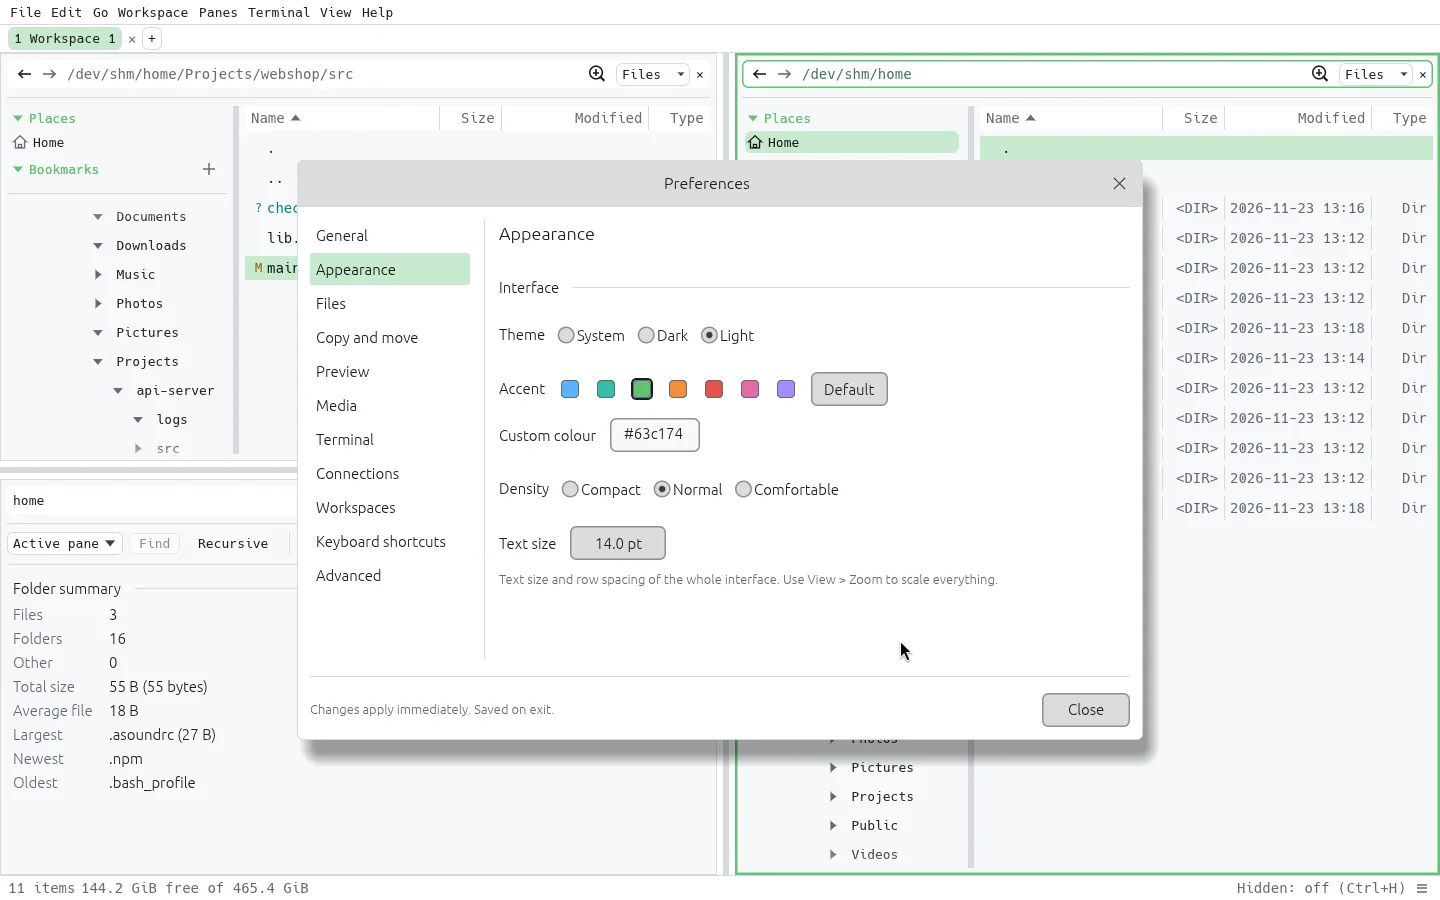 File Edit Go Workspace Panes Terminal View Help
1 Workspace 1 × +
/dev/shm/home/Projects/webshop/src Files ×
Places
Home
Bookmarks
Documents
Downloads
Music
Photos
Pictures
Projects
api-server
logs
src
Name Size Modified Type
.
..
?
lib.
M main
/dev/shm/home Files ×
Places
Home
Name Size Modified Type
.
<DIR> 2026-11-23 13:16 Dir
<DIR> 2026-11-23 13:12 Dir
<DIR> 2026-11-23 13:12 Dir
<DIR> 2026-11-23 13:12 Dir
<DIR> 2026-11-23 13:18 Dir
<DIR> 2026-11-23 13:14 Dir
<DIR> 2026-11-23 13:12 Dir
<DIR> 2026-11-23 13:12 Dir
<DIR> 2026-11-23 13:12 Dir
<DIR> 2026-11-23 13:12 Dir
<DIR> 2026-11-23 13:18 Dir
Photos
Pictures
Projects
Public
Videos
Preferences
General
Appearance
Files
Copy and move
Preview
Media
Terminal
Connections
Workspaces
Keyboard shortcuts
Advanced
Appearance
Interface
Theme System Dark Light
Accent Default
Custom colour #63c174
Density Compact Normal Comfortable
Text size 14.0 pt
Text size and row spacing of the whole interface. Use View > Zoom to scale everything.
Changes apply immediately. Saved on exit.
Close
home
Active pane Find Recursive
Folder summary
Files 3
Folders 16
Other 0
Total size 55 B (55 bytes)
Average file 18 B
Largest .asoundrc (27 B)
Newest .npm
Oldest .bash_profile
11 items 144.2 GiB free of 465.4 GiB
Hidden: off (Ctrl+H)